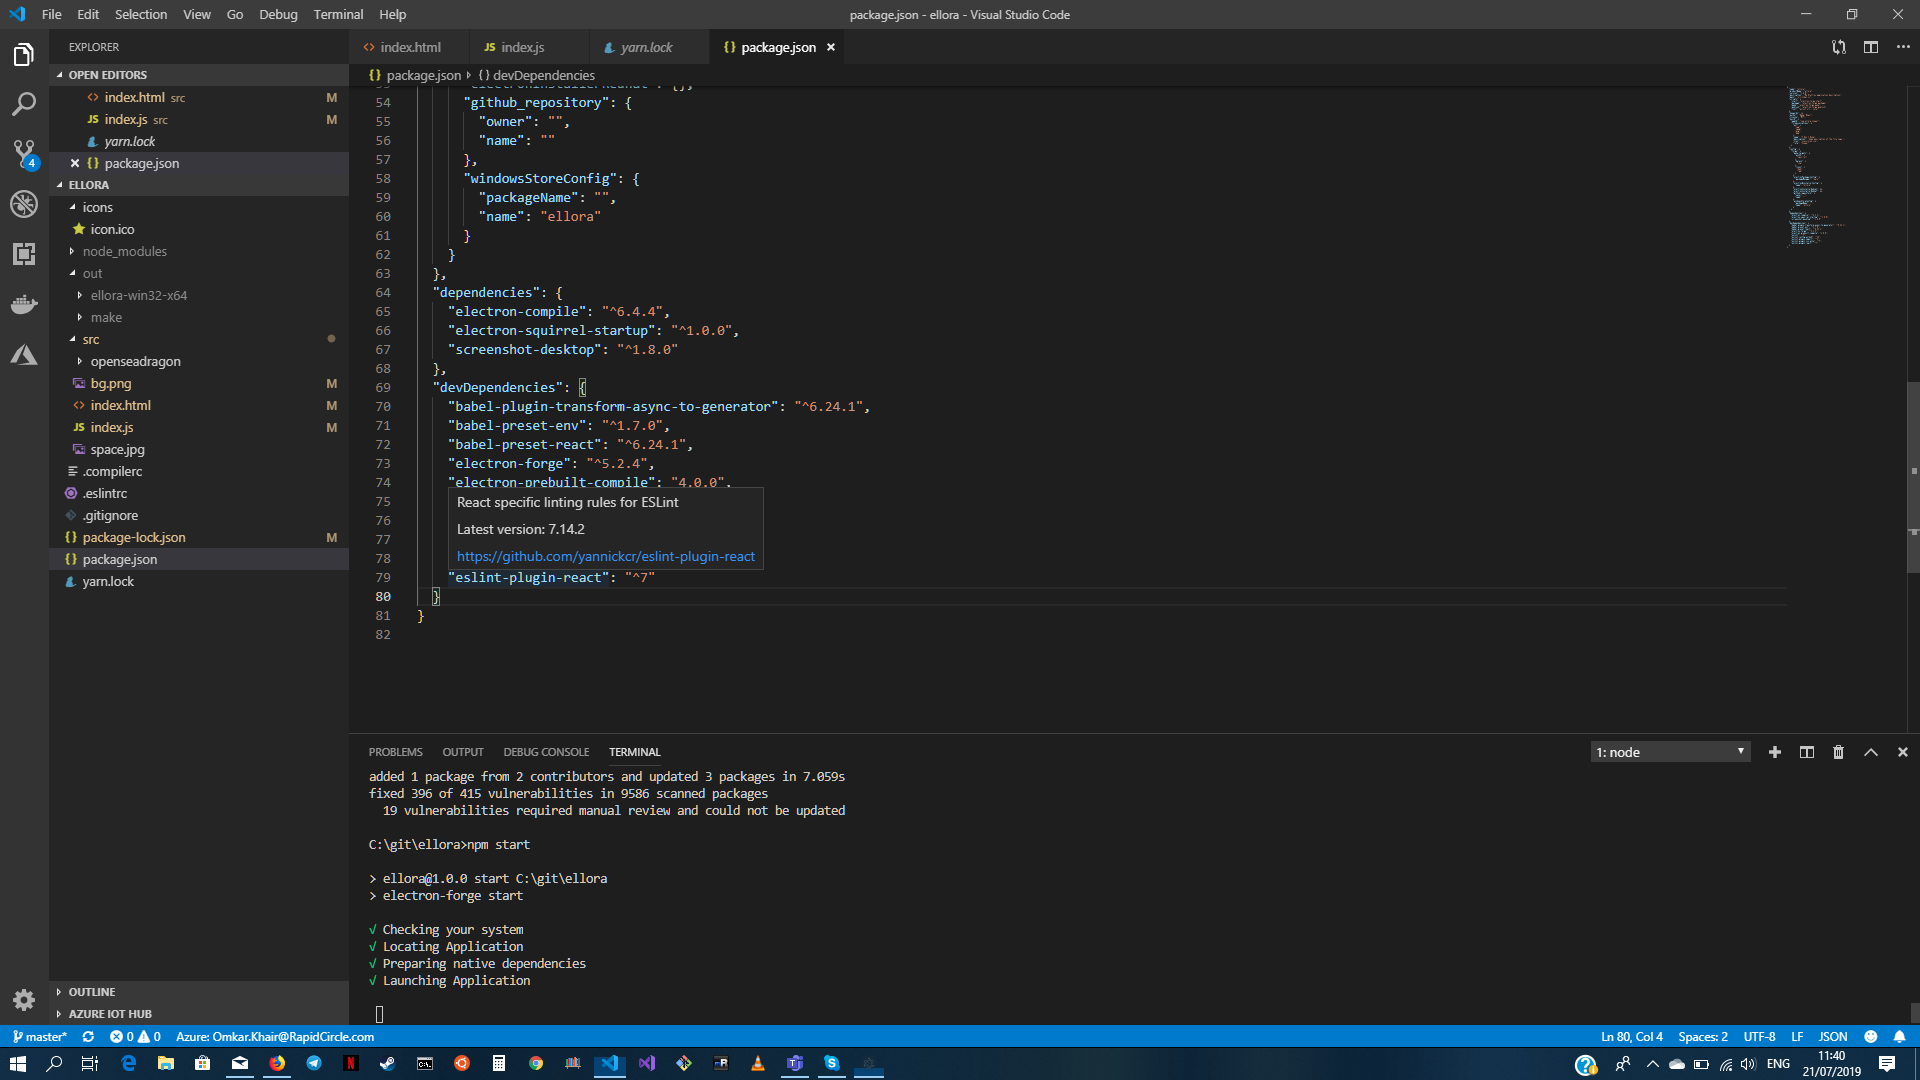 File Edit Selection View Go Debug Terminal Help
package.json - ellora - Visual Studio Code
EXPLORER
OPEN EDITORS
index.html src M
JS index.js src M
yarn.lock
{} package.json
ELLORA
icons
icon.ico
node_modules
out
ellora-win32-x64
make
src
openseadragon
bg.png M
index.html M
JS index.js M
space.jpg
.compilerc
.eslintrc
.gitignore
{} package-lock.json M
{} package.json
yarn.lock
OUTLINE
AZURE IOT HUB
4
<> index.html
JS index.js
yarn.lock
{} package.json ×
{} package.json › {} devDependencies
54 "github_repository": {
55 "owner": "",
56 "name": ""
57 },
58 "windowsStoreConfig": {
59 "packageName": "",
60 "name": "ellora"
61 }
62 }
63 },
64 "dependencies": {
65 "electron-compile": "^6.4.4",
66 "electron-squirrel-startup": "^1.0.0",
67 "screenshot-desktop": "^1.8.0"
68 },
69 "devDependencies": {
70 "babel-plugin-transform-async-to-generator": "^6.24.1",
71 "babel-preset-env": "^1.7.0",
72 "babel-preset-react": "^6.24.1",
73 "electron-forge": "^5.2.4",
74 "electron-prebuilt-compile": "4.0.0",
75
76
77
78
React specific linting rules for ESLint
Latest version: 7.14.2
https://github.com/yannickcr/eslint-plugin-react
79 "eslint-plugin-react": "^7"
80 }
81 }
82
PROBLEMS OUTPUT DEBUG CONSOLE TERMINAL
1: node
added 1 package from 2 contributors and updated 3 packages in 7.059s
fixed 396 of 415 vulnerabilities in 9586 scanned packages
19 vulnerabilities required manual review and could not be updated
C:\git\ellora>npm start
> ellora@1.0.0 start C:\git\ellora
> electron-forge start
√ Checking your system
√ Locating Application
√ Preparing native dependencies
√ Launching Application
master* 0 0 Azure: Omkar.Khair@RapidCircle.com
Ln 80, Col 4 Spaces: 2 UTF-8 LF JSON
ENG
11:40
21/07/2019